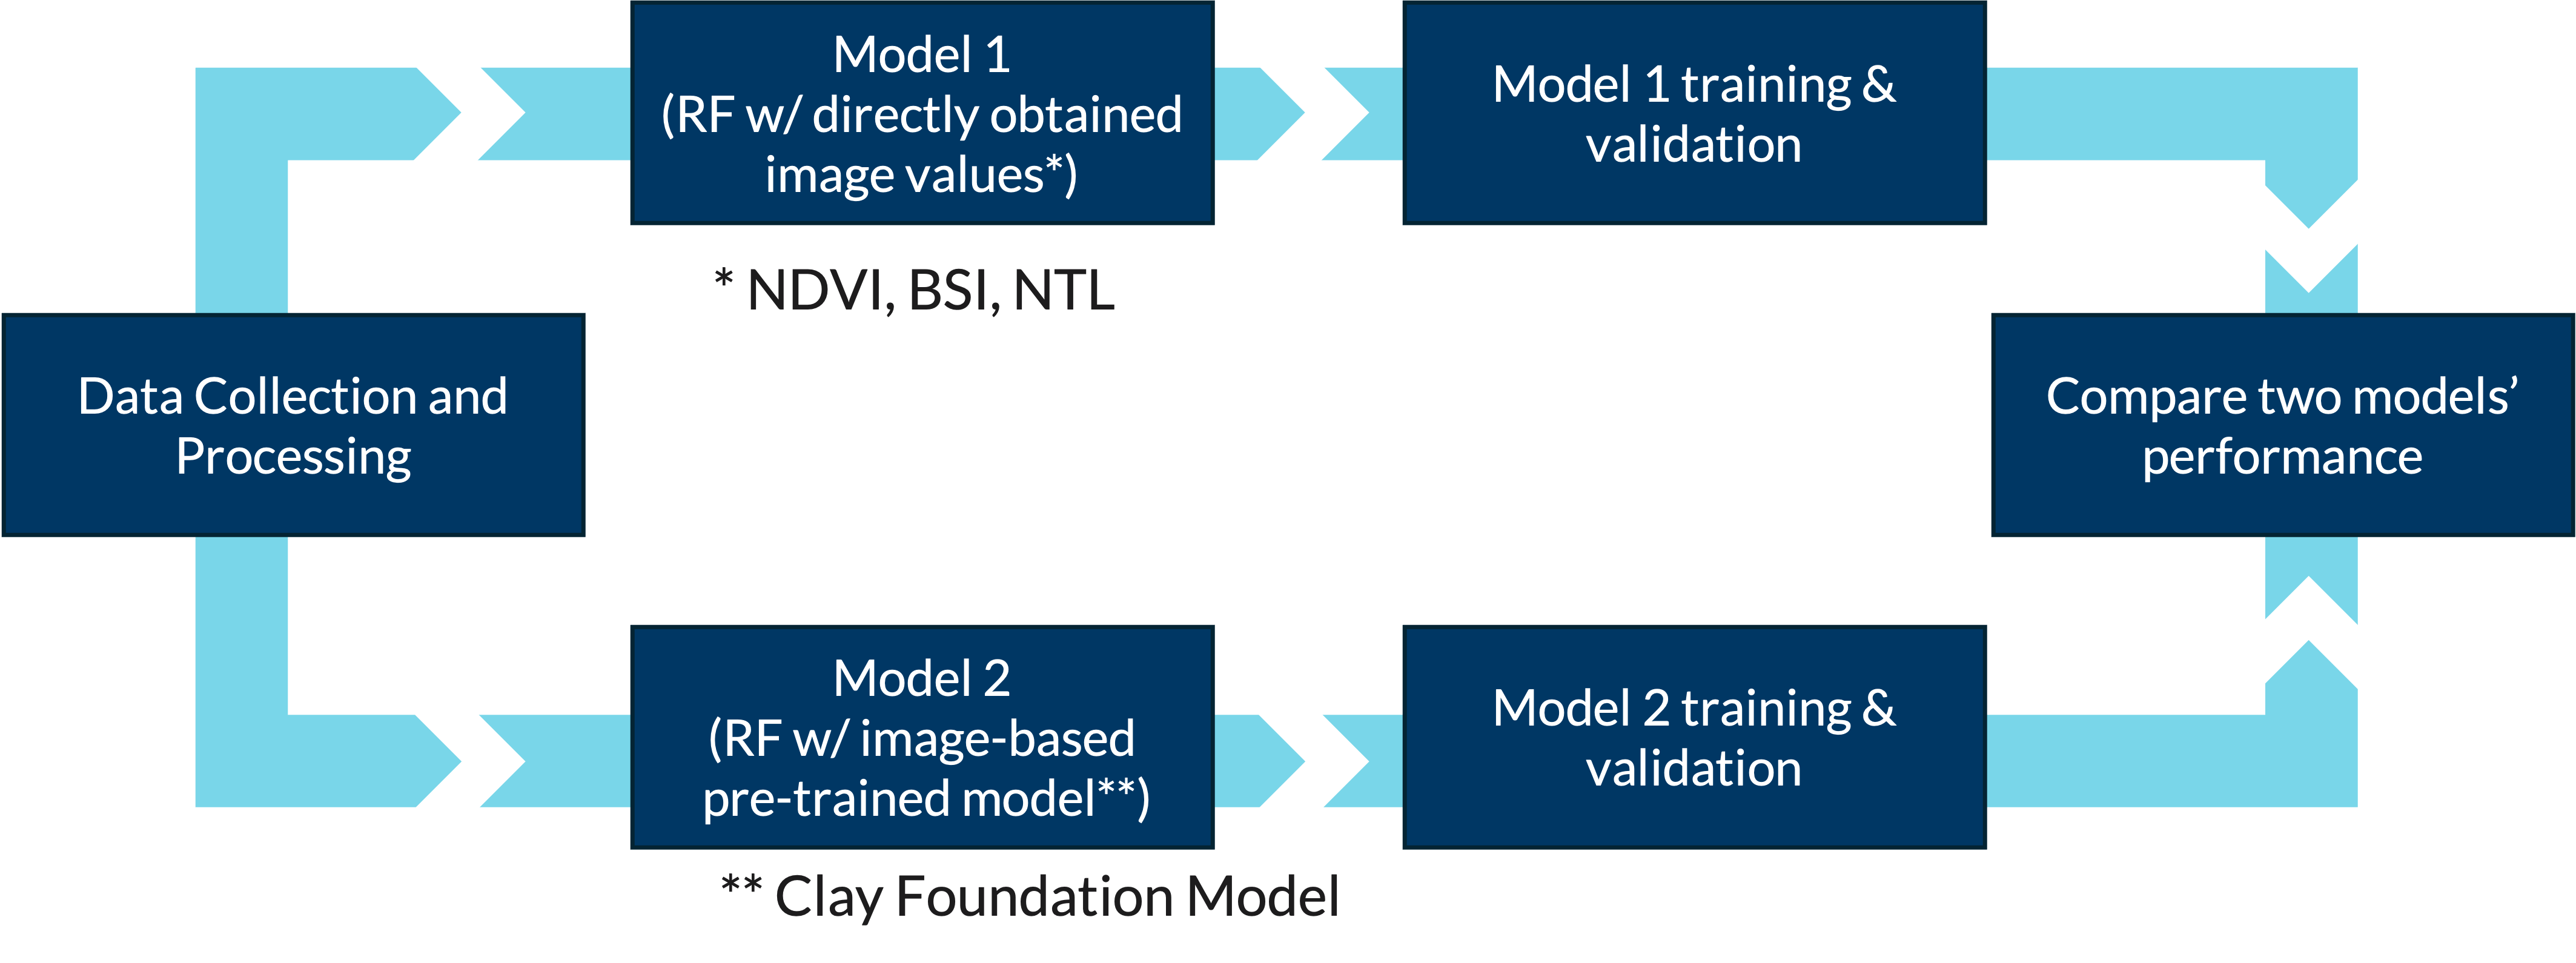 Data Collection and
Processing
Model 1
(RF w/ directly obtained
image values*)
* NDVI, BSI, NTL
Model 1 training &
validation
Model 2
(RF w/ image-based
pre-trained model**)
** Clay Foundation Model
Model 2 training &
validation
Compare two models’
performance